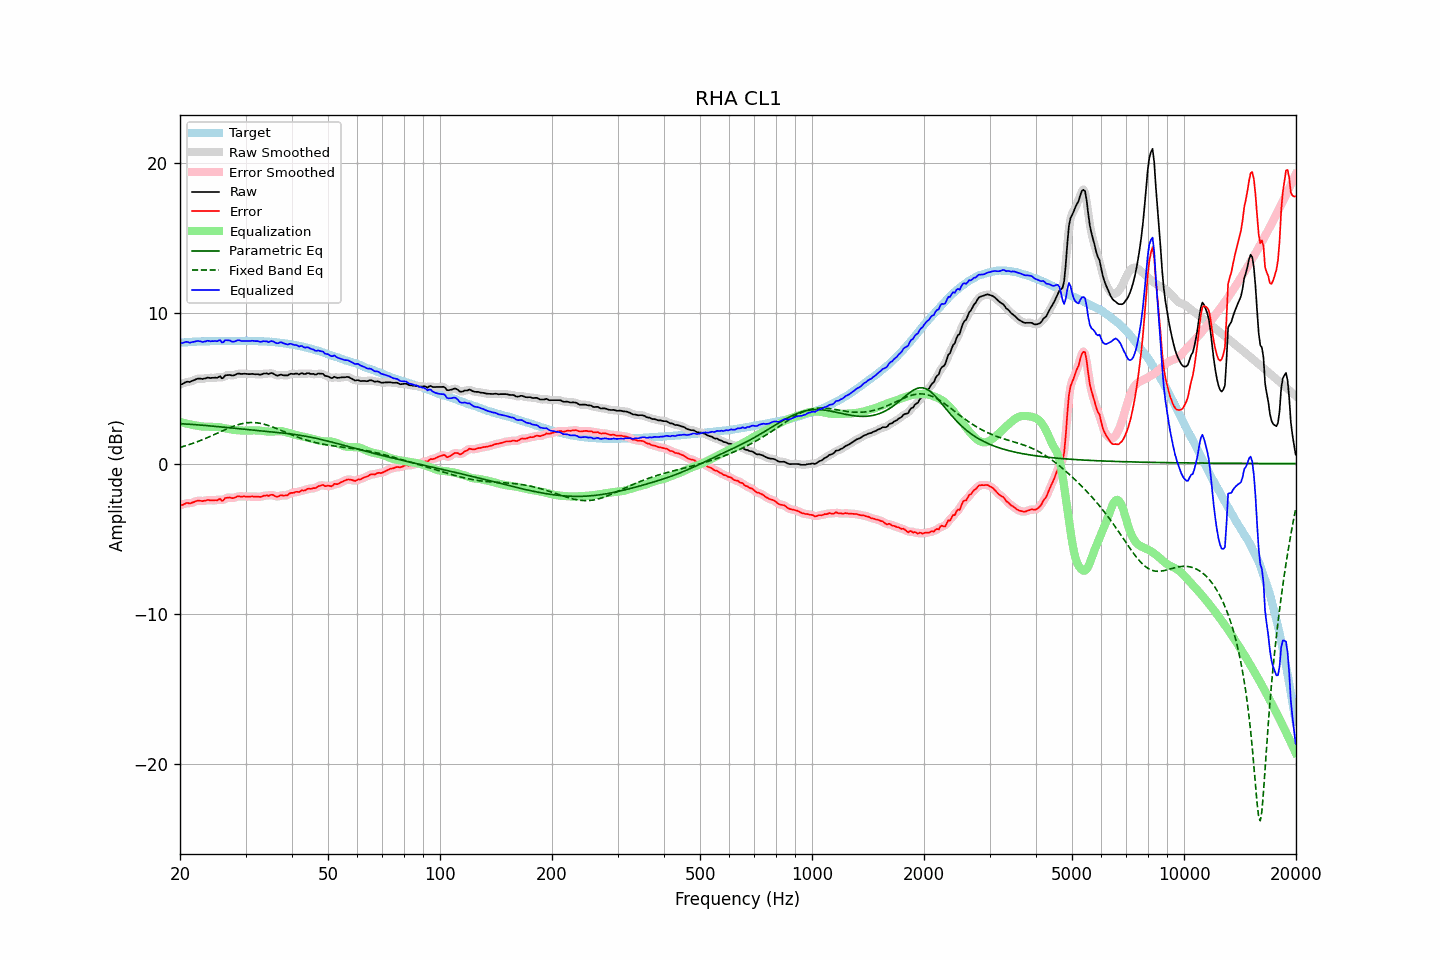 RHA CL1
Target
Raw Smoothed
Error Smoothed
Raw
Error
Equalization
Parametric Eq
Fixed Band Eq
Equalized
Amplitude (dBr)
20
10
0
−10
−20
20 50 100 200 500 1000 2000 5000 10000 20000
Frequency (Hz)